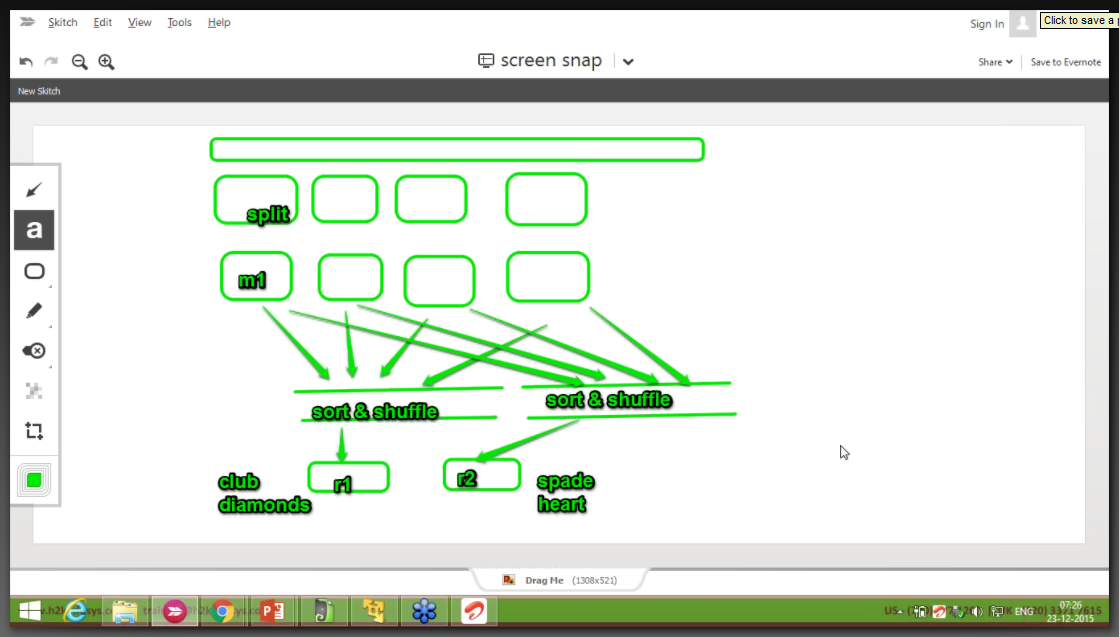 Skitch Edit View Tools Help
Sign In
Click to save a
screen snap
Share
Save to Evernote
New Skitch
a
split
m1
sort & shuffle
sort & shuffle
club
diamonds
r1
r2
spade
heart
Drag Me (1308x521)
ENG
07:26
23-12-2015